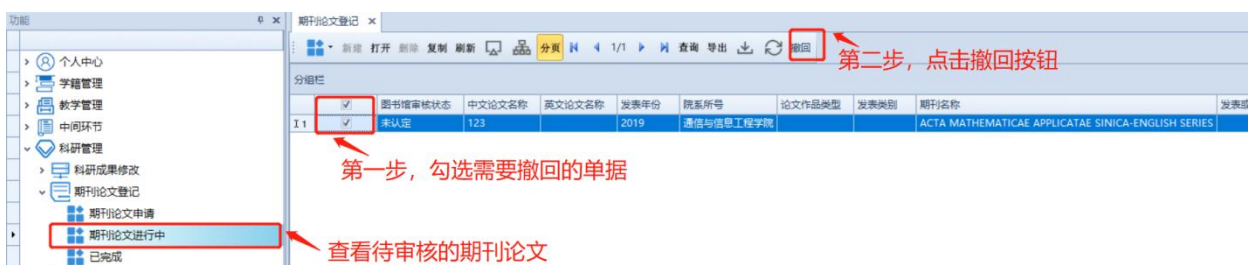 功能
期刊论文登记
新建 打开 删除 复制 刷新 分页 1/1 查询 导出 撤回
第二步，点击撤回按钮
分组栏
个人中心
学籍管理
教学管理
中间环节
科研管理
科研成果修改
期刊论文登记
期刊论文申请
期刊论文进行中
已完成
图书馆审核状态 中文论文名称 英文论文名称 发表年份 院系所号 论文作品类型 发表类别 期刊名称
1 未认定 123 2019 通信与信息工程学院 ACTA MATHEMATICAE APPLICATAE SINICA-ENGLISH SERIES
第一步，勾选需要撤回的单据
查看待审核的期刊论文